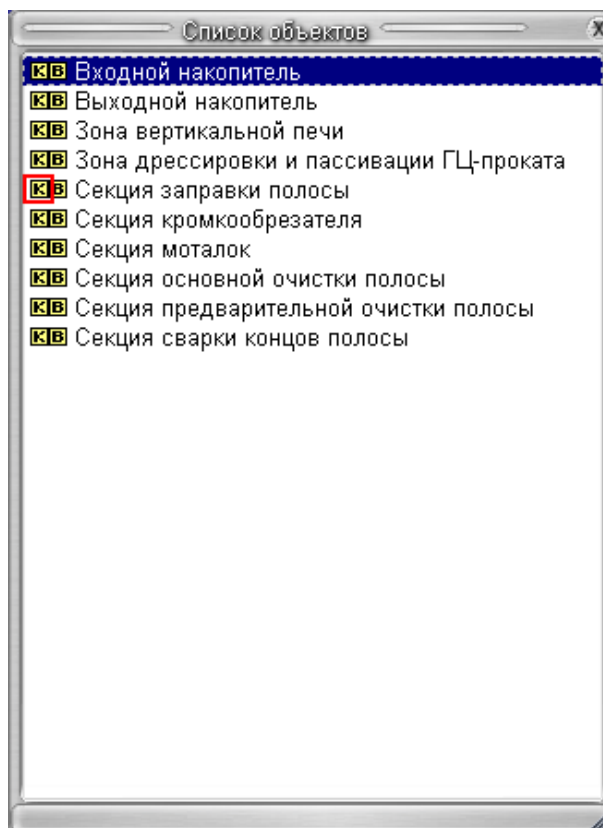 Список объектов X
КВ Входной накопитель
КВ Выходной накопитель
КВ Зона вертикальной печи
КВ Зона дрессировки и пассивации ГЦ-проката
КВ Секция заправки полосы
КВ Секция кромкообрезателя
КВ Секция моталок
КВ Секция основной очистки полосы
КВ Секция предварительной очистки полосы
КВ Секция сварки концов полосы